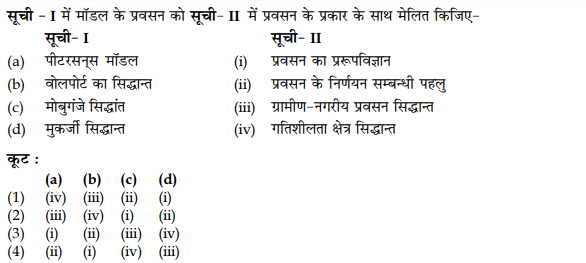 सूची - I में मॉडल के प्रवसन को सूची- II में प्रवसन के प्रकार के साथ मेलित किजिए-
सूची- I सूची- II
(a) पीटरसन्स मॉडल (i) प्रवसन का प्ररूपविज्ञान
(b) वोलपोर्ट का सिद्धान्त (ii) प्रवसन के निर्णयन सम्बन्धी पहलु
(c) मोबुगंजे सिद्धांत (iii) ग्रामीण-नगरीय प्रवसन सिद्धान्त
(d) मुकर्जी सिद्धान्त (iv) गतिशीलता क्षेत्र सिद्धान्त
कूट :
(a) (b) (c) (d)
(1) (iv) (iii) (ii) (i)
(2) (iii) (iv) (i) (ii)
(3) (i) (ii) (iii) (iv)
(4) (ii) (i) (iv) (iii)